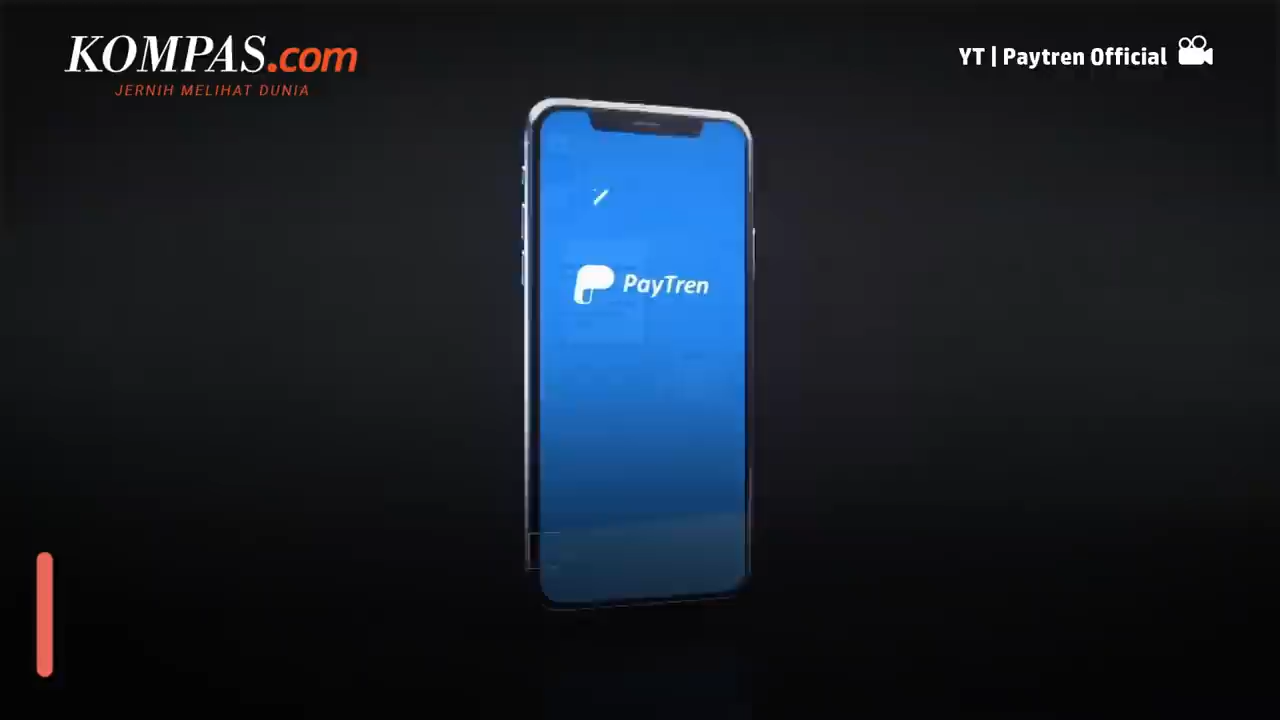 KOMPAS.com
JERNIH MELIHAT DUNIA
YT | Paytren Official
PayTren